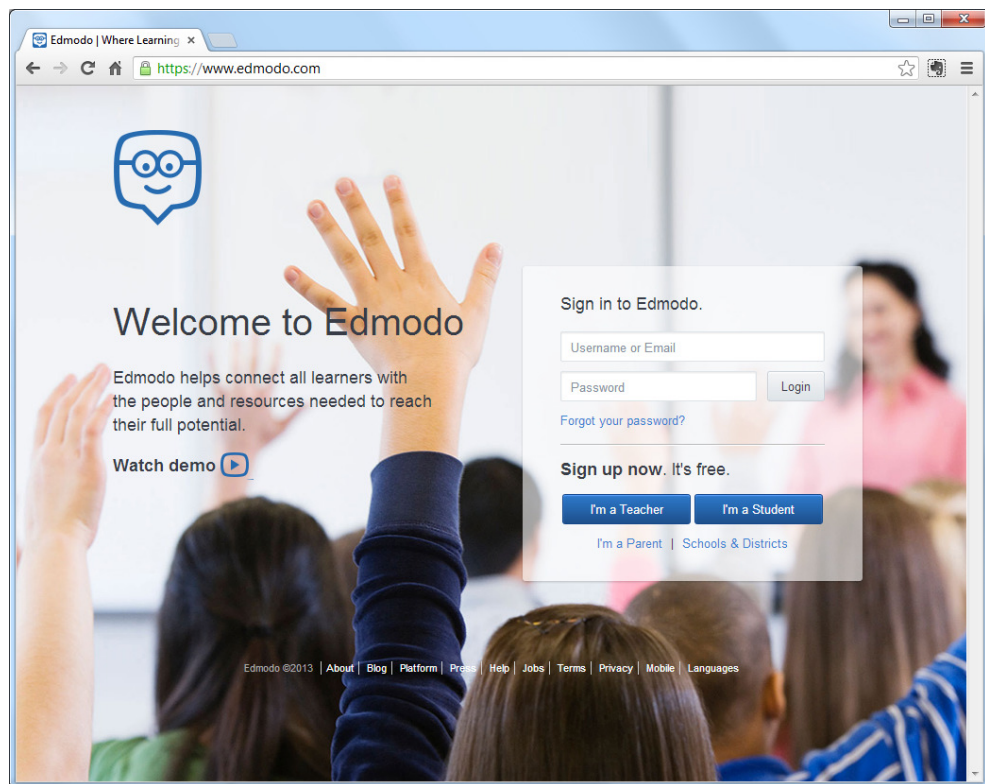 Edmodo | Where Learning
https://www.edmodo.com
Welcome to Edmodo
Edmodo helps connect all learners with
the people and resources needed to reach
their full potential.
Watch demo
Sign in to Edmodo.
Username or Email
Password
Login
Forgot your password?
Sign up now. It's free.
I'm a Teacher
I'm a Student
I'm a Parent | Schools & Districts
Edmodo ©2013 | About | Blog | Platform | Press | Help | Jobs | Terms | Privacy | Mobile | Languages